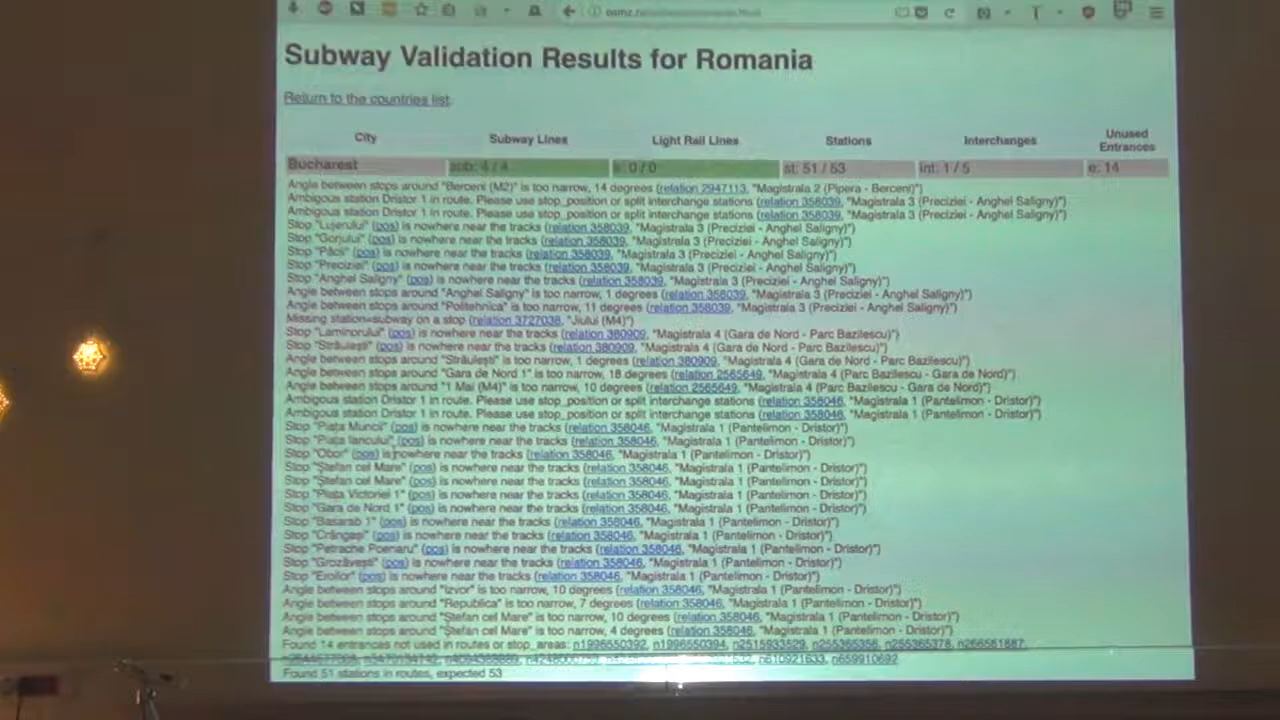 Subway Validation Results for Romania
Return to the countries list
City Subway Lines Light Rail Lines Stations Interchanges Unused Entrances
Bucharest sub: 4 / 4 lr: 0 / 0 st: 51 / 53 int: 1 / 5 e: 14
Angle between stops around "Berceni (M2)" is too narrow, 14 degrees (relation 2947113, "Magistrala 2 (Pipera - Berceni)")
Ambigous station Dristor 1 in route. Please use stop_position or split interchange stations (relation 358039, "Magistrala 3 (Preciziei - Anghel Saligny)")
Ambigous station Dristor 1 in route. Please use stop_position or split interchange stations (relation 358039, "Magistrala 3 (Preciziei - Anghel Saligny)")
Stop "Lujerului" (pos) is nowhere near the tracks (relation 358039, "Magistrala 3 (Preciziei - Anghel Saligny)")
Stop "Gorjului" (pos) is nowhere near the tracks (relation 358039, "Magistrala 3 (Preciziei - Anghel Saligny)")
Stop "Păcii" (pos) is nowhere near the tracks (relation 358039, "Magistrala 3 (Preciziei - Anghel Saligny)")
Stop "Preciziei" (pos) is nowhere near the tracks (relation 358039, "Magistrala 3 (Preciziei - Anghel Saligny)")
Stop "Anghel Saligny" (pos) is nowhere near the tracks (relation 358039, "Magistrala 3 (Preciziei - Anghel Saligny)")
Angle between stops around "Anghel Saligny" is too narrow, 1 degrees (relation 358039, "Magistrala 3 (Preciziei - Anghel Saligny)")
Angle between stops around "Politehnica" is too narrow, 11 degrees (relation 358039, "Magistrala 3 (Preciziei - Anghel Saligny)")
Missing station=subway on a stop (relation 3727038, "Jiului (M4)")
Stop "Laminorului" (pos) is nowhere near the tracks (relation 380909, "Magistrala 4 (Gara de Nord - Parc Bazilescu)")
Stop "Străulești" (pos) is nowhere near the tracks (relation 380909, "Magistrala 4 (Gara de Nord - Parc Bazilescu)")
Angle between stops around "Străulești" is too narrow, 1 degrees (relation 380909, "Magistrala 4 (Gara de Nord - Parc Bazilescu)")
Angle between stops around "Gara de Nord 1" is too narrow, 18 degrees (relation 2565649, "Magistrala 4 (Parc Bazilescu - Gara de Nord)")
Angle between stops around "1 Mai (M4)" is too narrow, 10 degrees (relation 2565649, "Magistrala 4 (Parc Bazilescu - Gara de Nord)")
Ambigous station Dristor 1 in route. Please use stop_position or split interchange stations (relation 358046, "Magistrala 1 (Pantelimon - Dristor)")
Ambigous station Dristor 1 in route. Please use stop_position or split interchange stations (relation 358046, "Magistrala 1 (Pantelimon - Dristor)")
Stop "Piața Muncii" (pos) is nowhere near the tracks (relation 358046, "Magistrala 1 (Pantelimon - Dristor)")
Stop "Piața Iancului" (pos) is nowhere near the tracks (relation 358046, "Magistrala 1 (Pantelimon - Dristor)")
Stop "Obor" (pos) is nowhere near the tracks (relation 358046, "Magistrala 1 (Pantelimon - Dristor)")
Stop "Ștefan cel Mare" (pos) is nowhere near the tracks (relation 358046, "Magistrala 1 (Pantelimon - Dristor)")
Stop "Ștefan cel Mare" (pos) is nowhere near the tracks (relation 358046, "Magistrala 1 (Pantelimon - Dristor)")
Stop "Piața Victoriei 1" (pos) is nowhere near the tracks (relation 358046, "Magistrala 1 (Pantelimon - Dristor)")
Stop "Gara de Nord 1" (pos) is nowhere near the tracks (relation 358046, "Magistrala 1 (Pantelimon - Dristor)")
Stop "Basarab 1" (pos) is nowhere near the tracks (relation 358046, "Magistrala 1 (Pantelimon - Dristor)")
Stop "Crângași" (pos) is nowhere near the tracks (relation 358046, "Magistrala 1 (Pantelimon - Dristor)")
Stop "Petrache Poenaru" (pos) is nowhere near the tracks (relation 358046, "Magistrala 1 (Pantelimon - Dristor)")
Stop "Grozăvești" (pos) is nowhere near the tracks (relation 358046, "Magistrala 1 (Pantelimon - Dristor)")
Stop "Eroilor" (pos) is nowhere near the tracks (relation 358046, "Magistrala 1 (Pantelimon - Dristor)")
Angle between stops around "Izvor" is too narrow, 10 degrees (relation 358046, "Magistrala 1 (Pantelimon - Dristor)")
Angle between stops around "Republica" is too narrow, 7 degrees (relation 358046, "Magistrala 1 (Pantelimon - Dristor)")
Angle between stops around "Ștefan cel Mare" is too narrow, 10 degrees (relation 358046, "Magistrala 1 (Pantelimon - Dristor)")
Angle between stops around "Ștefan cel Mare" is too narrow, 4 degrees (relation 358046, "Magistrala 1 (Pantelimon - Dristor)")
Found 14 entrances not used in routes or stop_areas: n1996550392, n1996550394, n2515933529, n255365356, n255365378, n266561687,
n610921633, n659910692
Found 51 stations in routes, expected 53